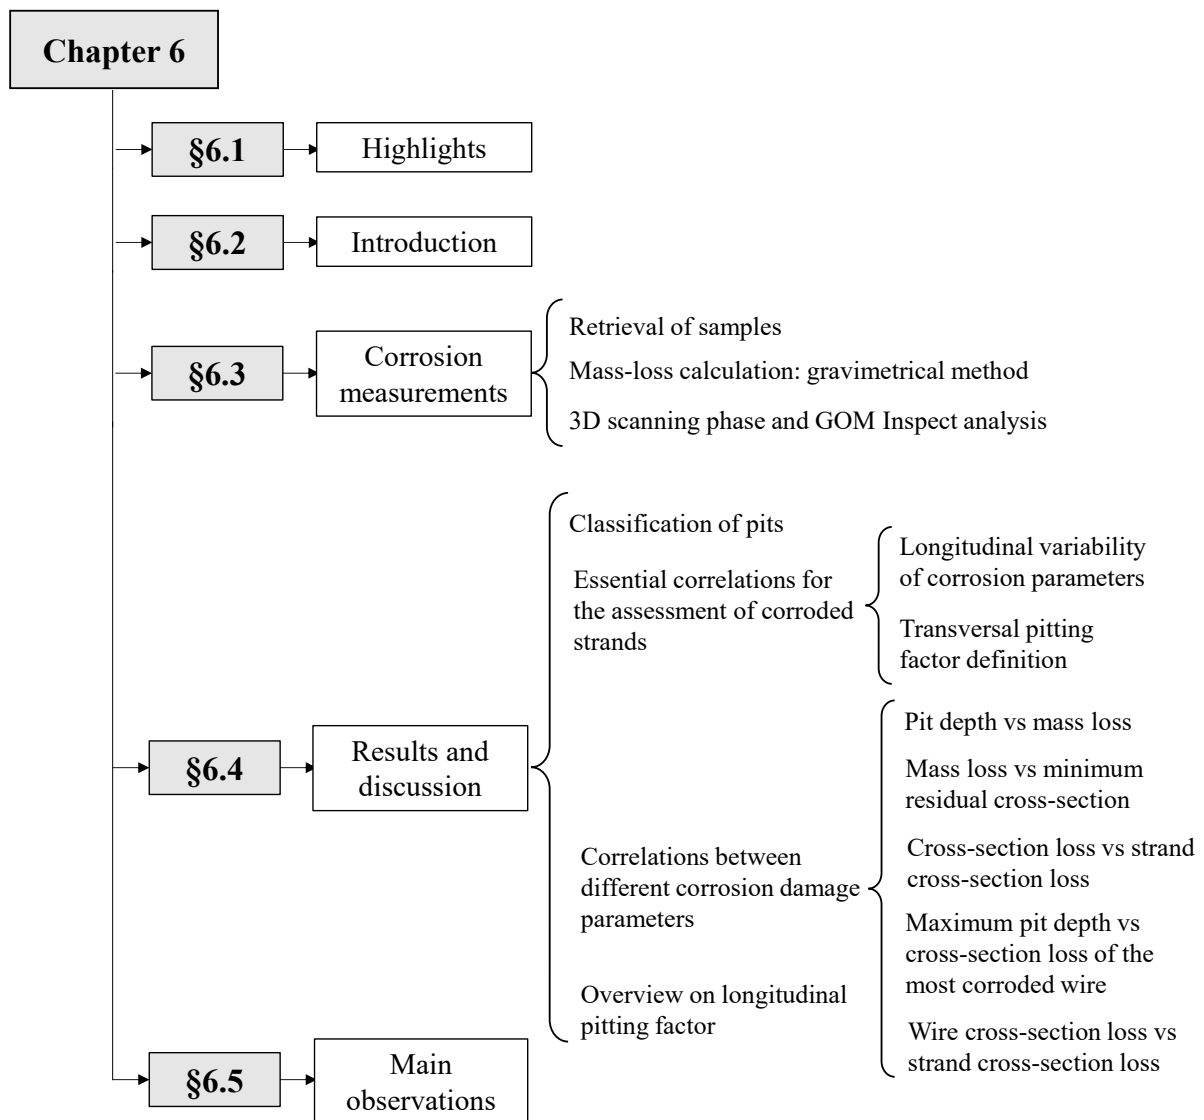 Chapter 6
§6.1
Highlights
§6.2
Introduction
§6.3
Corrosion
measurements
Retrieval of samples
Mass-loss calculation: gravimetrical method
3D scanning phase and GOM Inspect analysis
§6.4
Results and
discussion
Classification of pits
Essential correlations for
the assessment of corroded
strands
Longitudinal variability
of corrosion parameters
Transversal pitting
factor definition
Correlations between
different corrosion damage
parameters
Pit depth vs mass loss
Mass loss vs minimum
residual cross-section
Cross-section loss vs strand
cross-section loss
Maximum pit depth vs
cross-section loss of the
most corroded wire
Wire cross-section loss vs
strand cross-section loss
Overview on longitudinal
pitting factor
§6.5
Main
observations